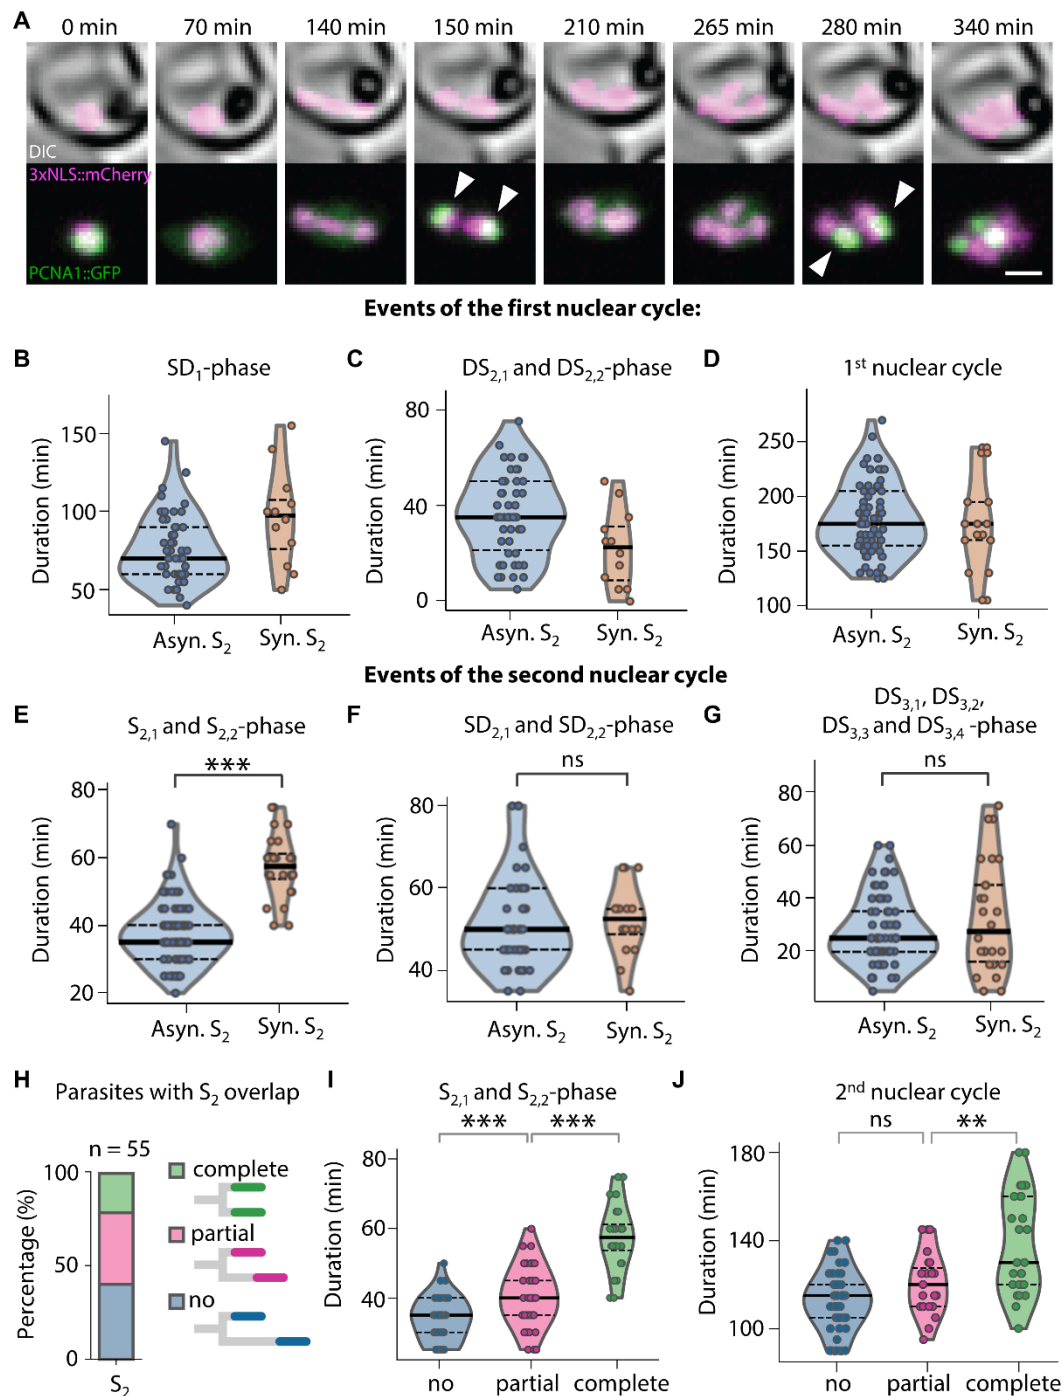 A
0 min 70 min 140 min 150 min 210 min 265 min 280 min 340 min
DIC
3xNLS::mCherry
PCNA1::GFP
Events of the first nuclear cycle:
B SD1-phase
Duration (min)
150
100
50
Asyn. S2 Syn. S2
C DS2,1 and DS2,2-phase
Duration (min)
80
40
0
Asyn. S2 Syn. S2
D 1st nuclear cycle
Duration (min)
250
200
150
100
Asyn. S2 Syn. S2
Events of the second nuclear cycle
E S2,1 and S2,2-phase
***
Duration (min)
80
60
40
20
Asyn. S2 Syn. S2
F SD2,1 and SD2,2-phase
ns
Duration (min)
80
60
40
Asyn. S2 Syn. S2
G DS3,1, DS3,2,
DS3,3 and DS3,4 -phase
ns
Duration (min)
80
60
40
20
Asyn. S2 Syn. S2
H Parasites with S2 overlap
n = 55
Percentage (%)
100
50
0
S2
complete
partial
no
I S2,1 and S2,2-phase
*** ***
Duration (min)
80
60
40
no partial complete
J 2nd nuclear cycle
ns **
Duration (min)
180
140
100
no partial complete